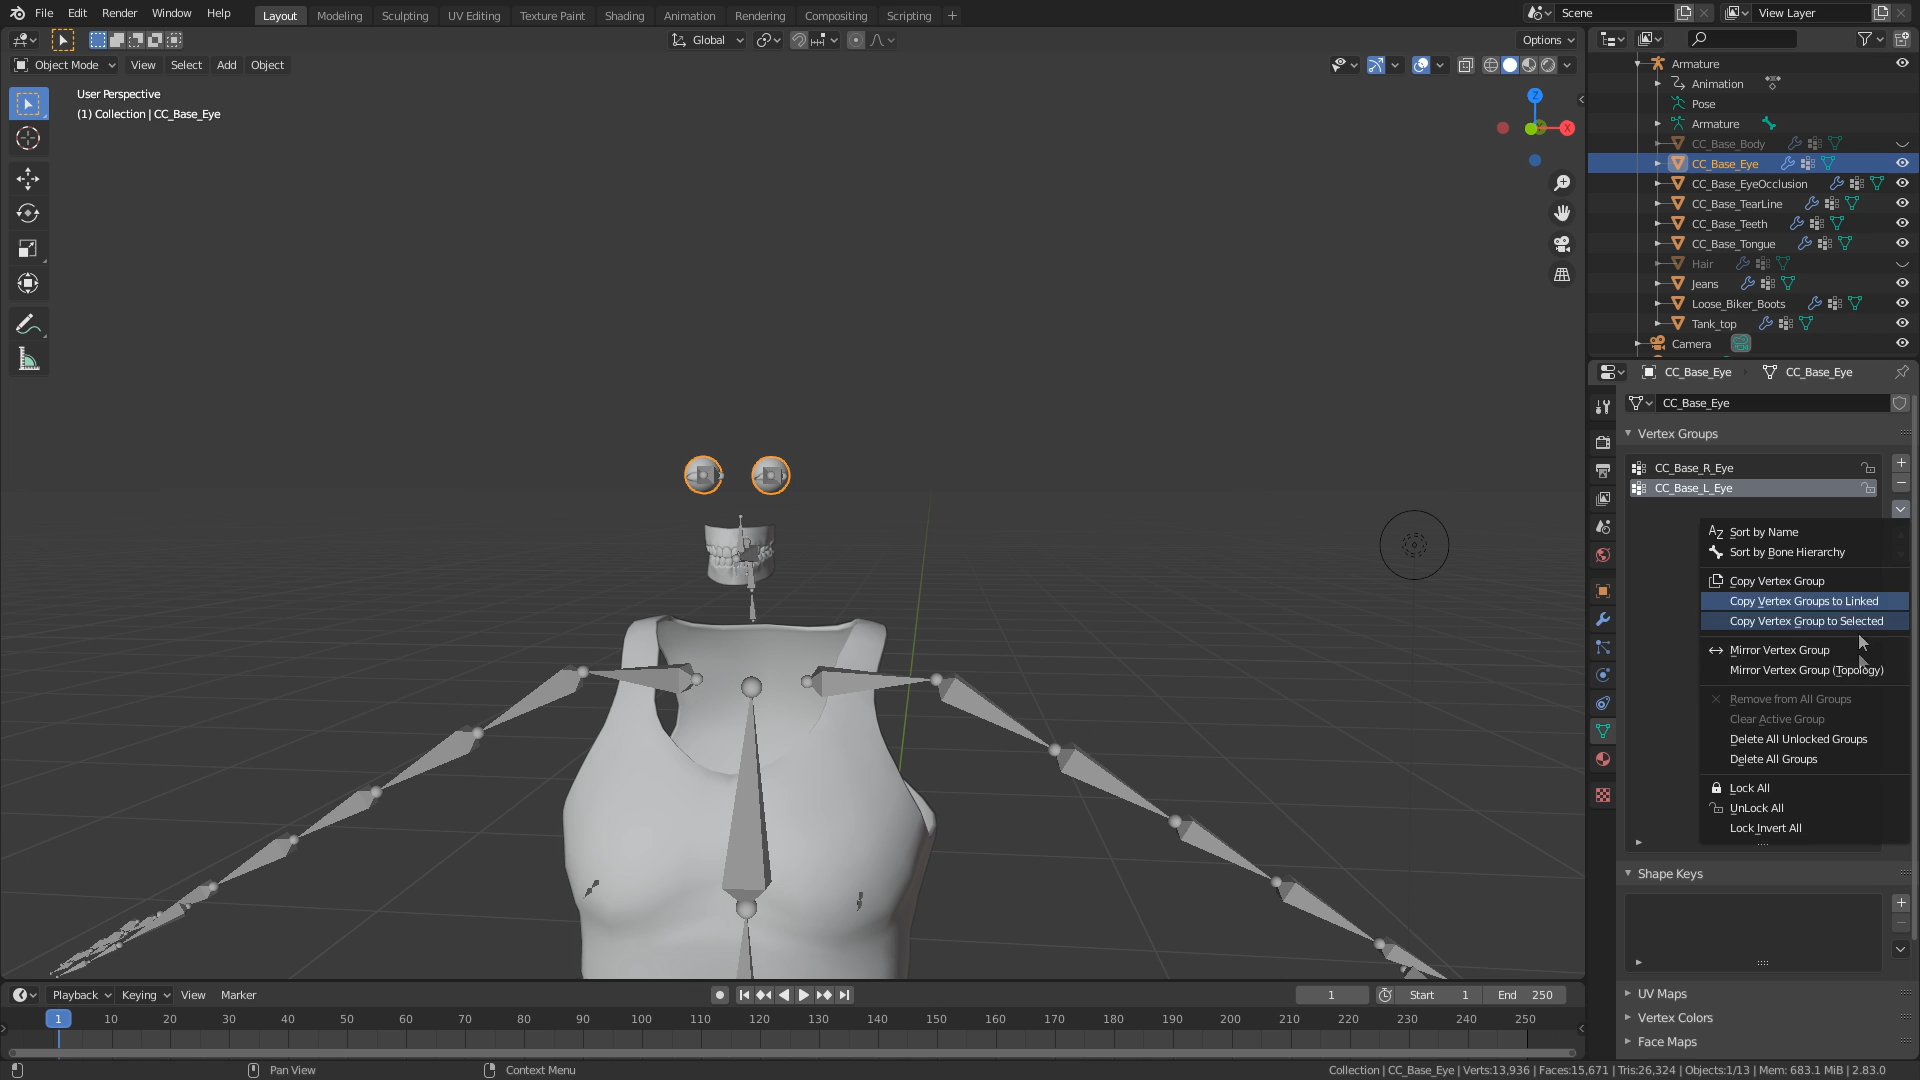 File Edit Render Window Help Layout Modeling Sculpting UV Editing Texture Paint Shading Animation Rendering Compositing Scripting + Scene View Layer
Global Options
Object Mode View Select Add Object
User Perspective
(1) Collection | CC_Base_Eye
Z
X
Armature
Animation
Pose
Armature
CC_Base_Body
CC_Base_Eye
CC_Base_EyeOcclusion
CC_Base_TearLine
CC_Base_Teeth
CC_Base_Tongue
Hair
Jeans
Loose_Biker_Boots
Tank_top
Camera
CC_Base_Eye CC_Base_Eye
CC_Base_Eye
Vertex Groups
CC_Base_R_Eye
CC_Base_L_Eye
Sort by Name
Sort by Bone Hierarchy
Copy Vertex Group
Copy Vertex Groups to Linked
Copy Vertex Group to Selected
Mirror Vertex Group
Mirror Vertex Group (Topology)
Remove from All Groups
Clear Active Group
Delete All Unlocked Groups
Delete All Groups
Lock All
UnLock All
Lock Invert All
Shape Keys
UV Maps
Vertex Colors
Face Maps
Playback Keying View Marker 1 Start 1 End 250
1 10 20 30 40 50 60 70 80 90 100 110 120 130 140 150 160 170 180 190 200 210 220 230 240 250
Pan View Context Menu Collection | CC_Base_Eye | Verts:13,936 | Faces:15,671 | Tris:26,324 | Objects:1/13 | Mem: 683.1 MiB | 2.83.0